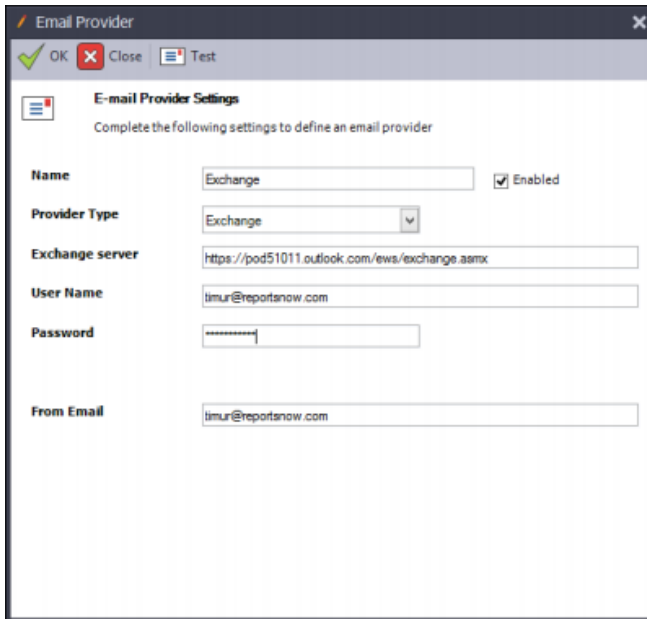 Email Provider
OK Close Test
E-mail Provider Settings
Complete the following settings to define an email provider
Name Exchange Enabled
Provider Type Exchange
Exchange server https://pod51011.outlook.com/ews/exchange.asmx
User Name timur@reportsnow.com
Password ***********
From Email timur@reportsnow.com